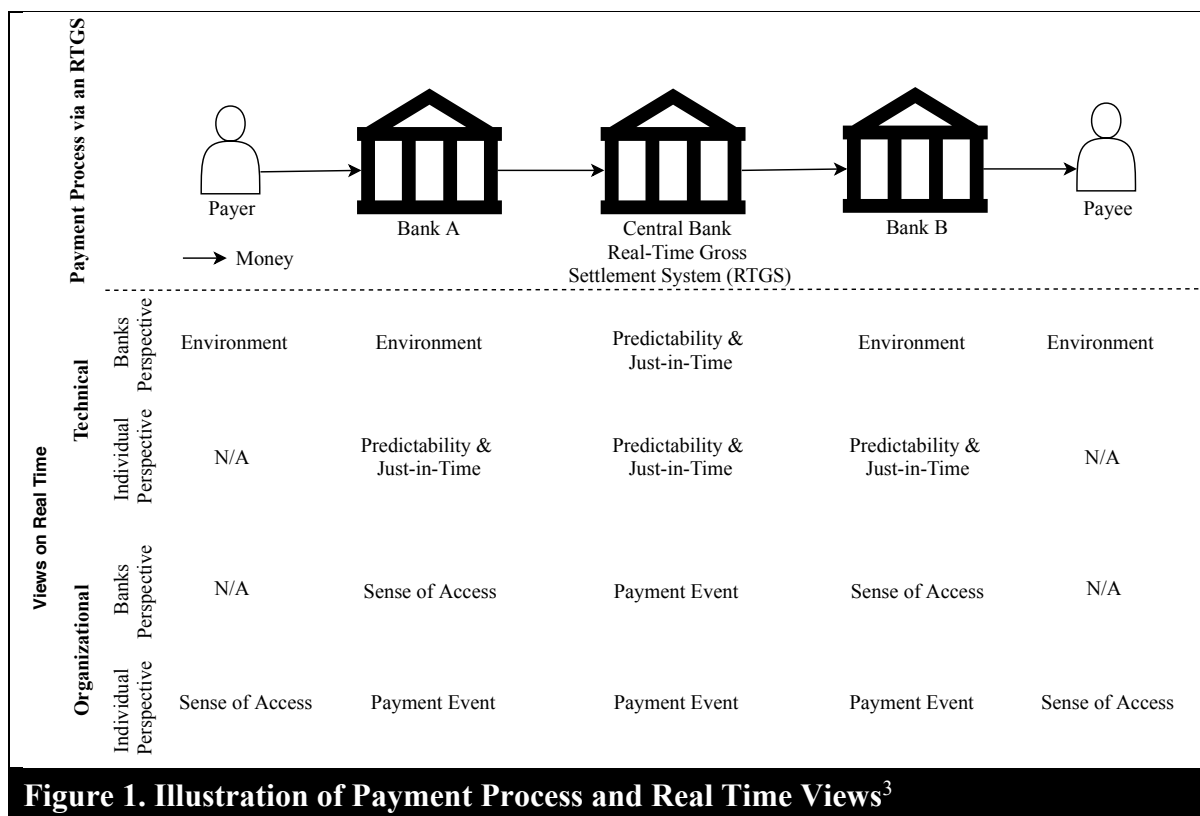 Payment Process via an RTGS
Payer
Bank A
Central Bank
Real-Time Gross
Settlement System (RTGS)
Bank B
Payee
Money
Views on Real Time
Technical
Banks
Perspective
Environment
Environment
Predictability &
Just-in-Time
Environment
Environment
Individual
Perspective
N/A
Predictability &
Just-in-Time
Predictability &
Just-in-Time
Predictability &
Just-in-Time
N/A
Organizational
Banks
Perspective
N/A
Sense of Access
Payment Event
Sense of Access
N/A
Individual
Perspective
Sense of Access
Payment Event
Payment Event
Payment Event
Sense of Access
Figure 1. Illustration of Payment Process and Real Time Views3